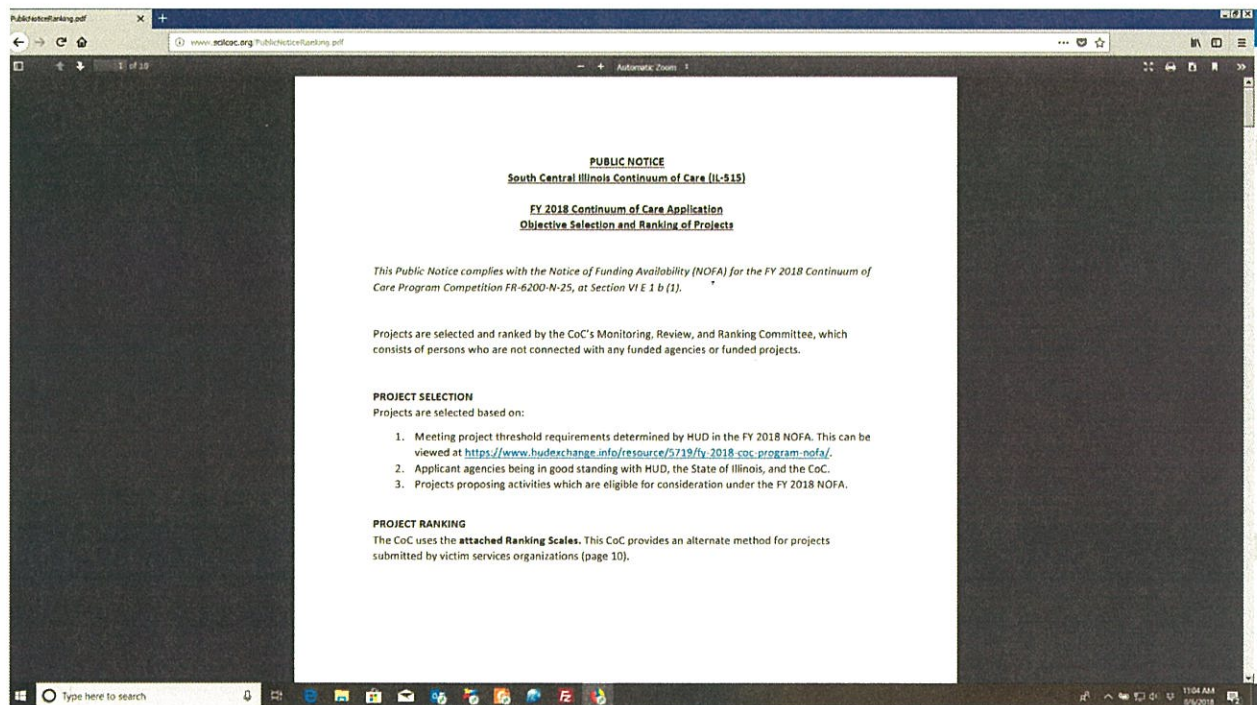 PublicNoticeRanking.pdf
www.scilcoc.org/PublicNoticeRanking.pdf
1 of 10
Automatic Zoom
PUBLIC NOTICE
South Central Illinois Continuum of Care (IL-515)
FY 2018 Continuum of Care Application
Objective Selection and Ranking of Projects
This Public Notice complies with the Notice of Funding Availability (NOFA) for the FY 2018 Continuum of
Care Program Competition FR-6200-N-25, at Section VI E 1 b (1).
Projects are selected and ranked by the CoC's Monitoring, Review, and Ranking Committee, which
consists of persons who are not connected with any funded agencies or funded projects.
PROJECT SELECTION
Projects are selected based on:
1. Meeting project threshold requirements determined by HUD in the FY 2018 NOFA. This can be
viewed at https://www.hudexchange.info/resource/5719/fy-2018-coc-program-nofa/.
2. Applicant agencies being in good standing with HUD, the State of Illinois, and the CoC.
3. Projects proposing activities which are eligible for consideration under the FY 2018 NOFA.
PROJECT RANKING
The CoC uses the attached Ranking Scales. This CoC provides an alternate method for projects
submitted by victim services organizations (page 10).
Type here to search
11:04 AM